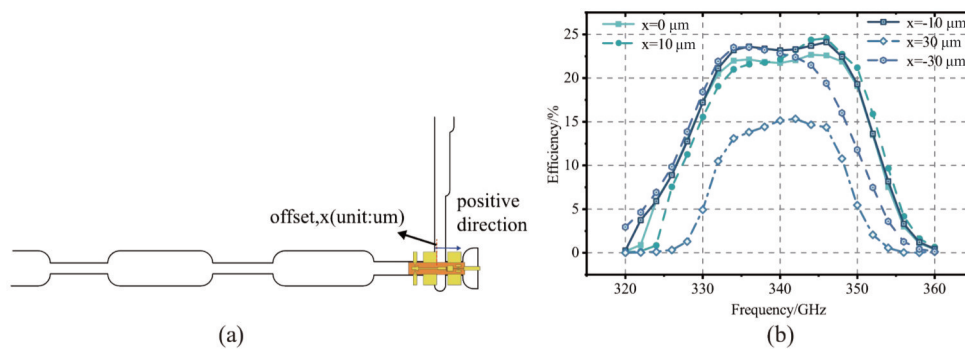 offset,x(unit:um)
positive
direction
(a)
(b)
x=0 μm
x=10 μm
x=-10 μm
x=30 μm
x=-30 μm
Efficiency/%
25
20
15
10
5
0
320 330 340 350 360
Frequency/GHz